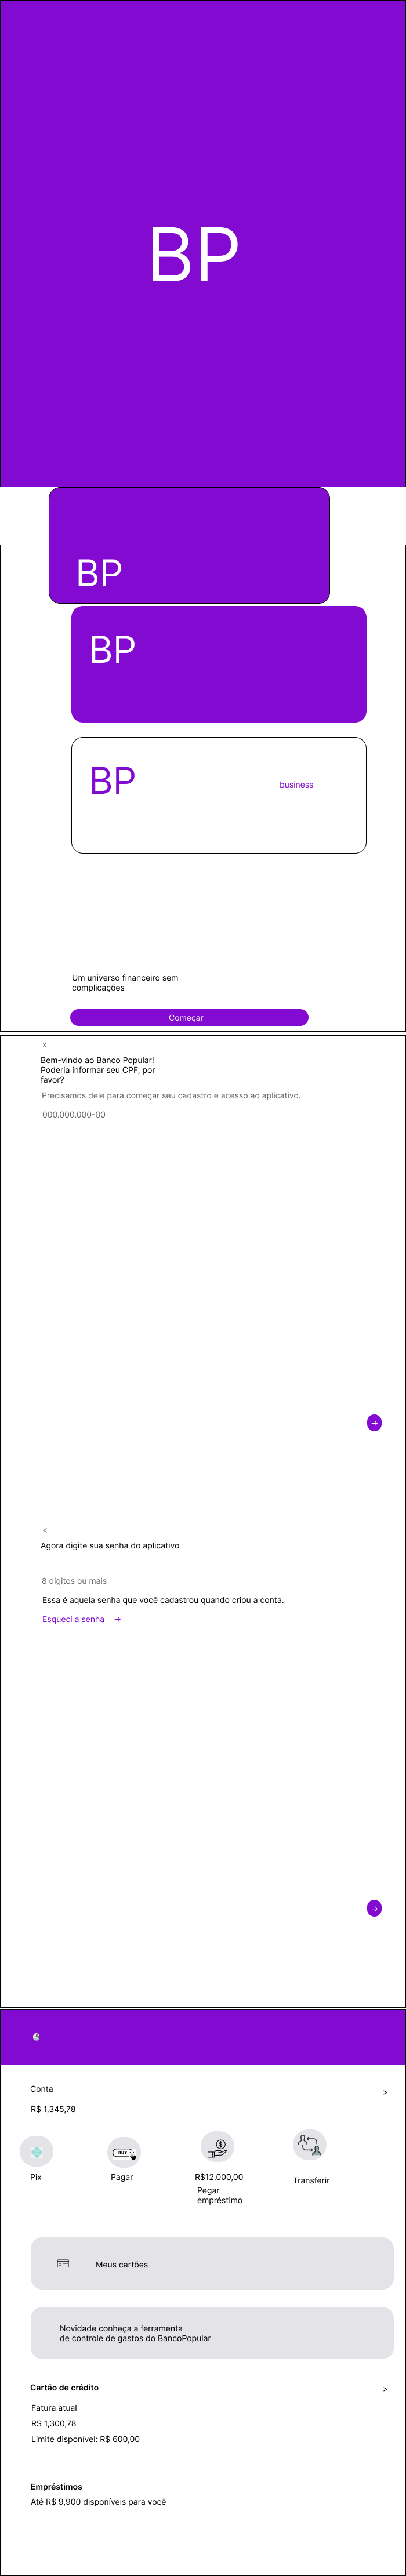 BP
BP
BP
BP
business
Um universo financeiro sem
complicações
Começar
x
Bem-vindo ao Banco Popular!
Poderia informar seu CPF, por
favor?
Precisamos dele para começar seu cadastro e acesso ao aplicativo.
000.000.000-00
→
<
Agora digite sua senha do aplicativo
8 digitos ou mais
Essa é aquela senha que você cadastrou quando criou a conta.
Esqueci a senha →
→
Conta
>
R$ 1,345,78
BUY
Pix
Pagar
R$12,000,00
Pegar
empréstimo
Transferir
Meus cartões
Novidade conheça a ferramenta
de controle de gastos do BancoPopular
Cartão de crédito
>
Fatura atual
R$ 1,300,78
Limite disponível: R$ 600,00
Empréstimos
Até R$ 9,900 disponíveis para você